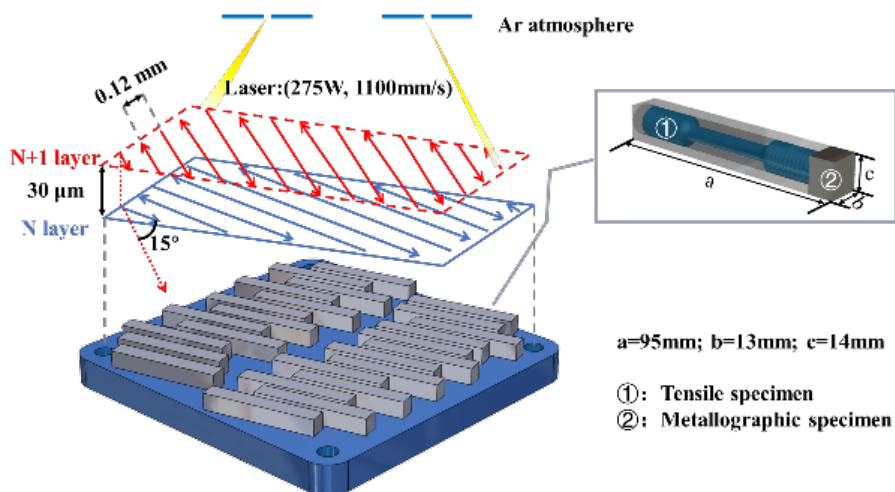 Ar atmosphere
Laser:(275W, 1100mm/s)
0.12 mm
N+1 layer
30 μm
N layer
15°
①
②
a
b
c
a=95mm; b=13mm; c=14mm
①: Tensile specimen
②: Metallographic specimen